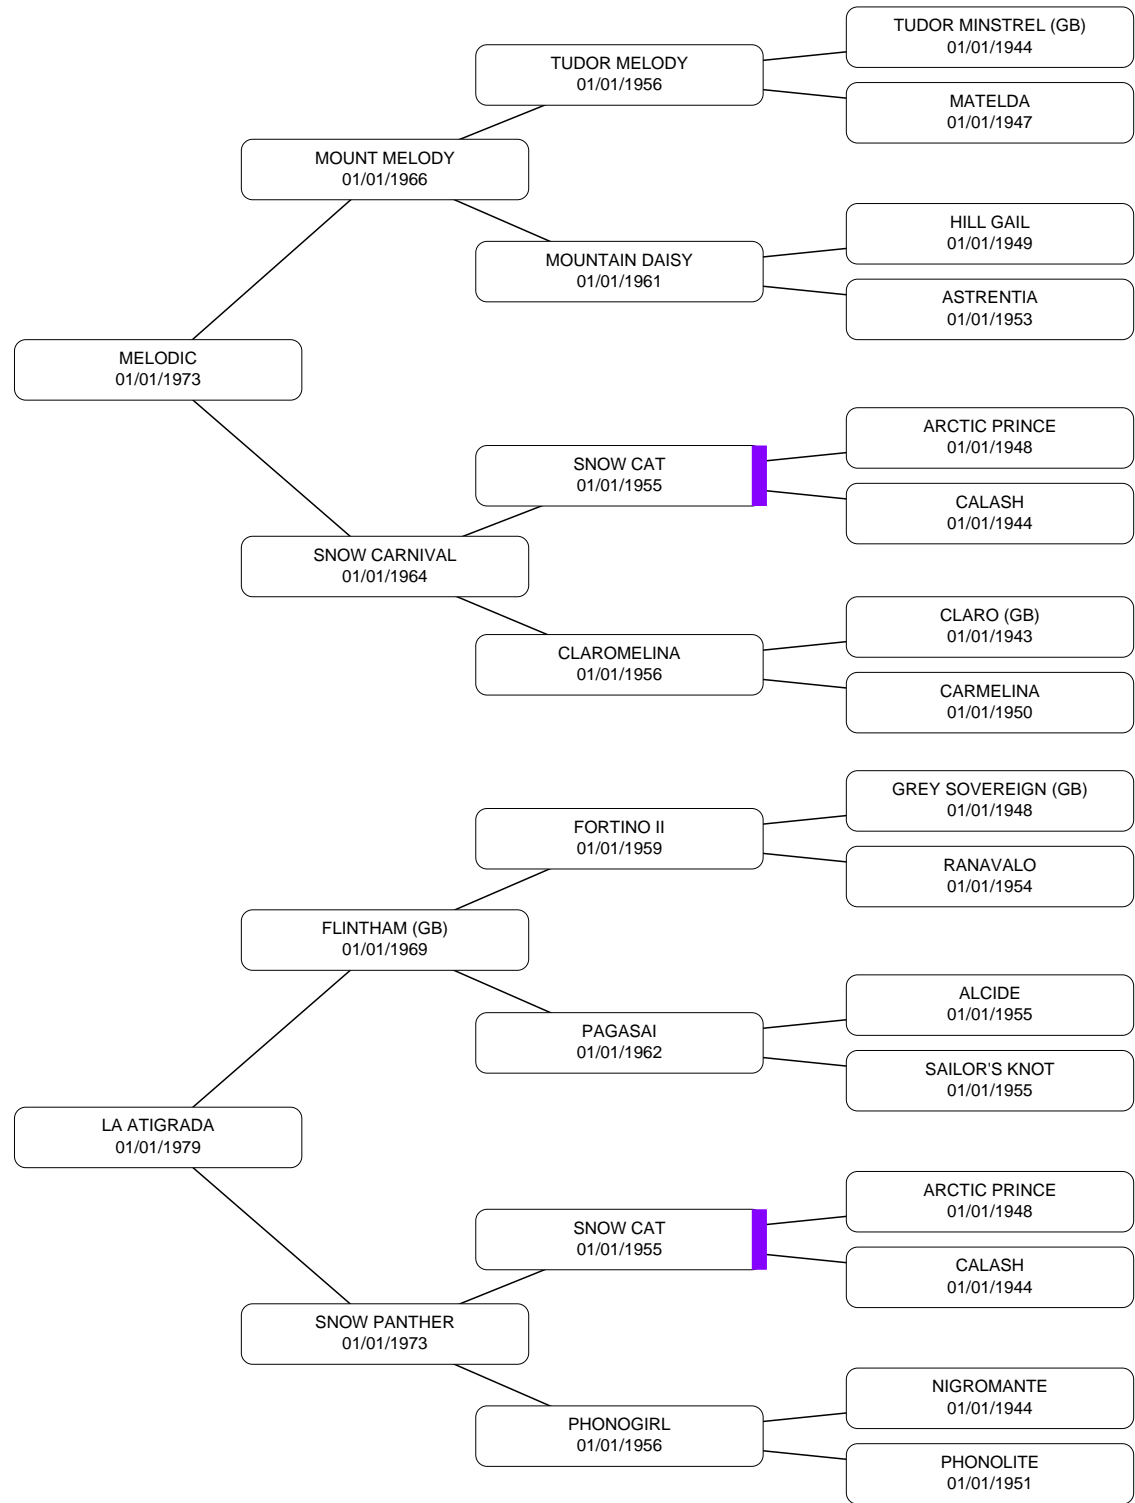 TUDOR MINSTREL (GB)
01/01/1944
TUDOR MELODY
01/01/1956
MATELDA
01/01/1947
MOUNT MELODY
01/01/1966
HILL GAIL
01/01/1949
MOUNTAIN DAISY
01/01/1961
ASTRENTIA
01/01/1953
MELODIC
01/01/1973
ARCTIC PRINCE
01/01/1948
SNOW CAT
01/01/1955
CALASH
01/01/1944
SNOW CARNIVAL
01/01/1964
CLARO (GB)
01/01/1943
CLAROMELINA
01/01/1956
CARMELINA
01/01/1950
GREY SOVEREIGN (GB)
01/01/1948
FORTINO II
01/01/1959
RANAVALO
01/01/1954
FLINTHAM (GB)
01/01/1969
ALCIDE
01/01/1955
PAGASAI
01/01/1962
SAILOR'S KNOT
01/01/1955
LA ATIGRADA
01/01/1979
ARCTIC PRINCE
01/01/1948
SNOW CAT
01/01/1955
CALASH
01/01/1944
SNOW PANTHER
01/01/1973
NIGROMANTE
01/01/1944
PHONOGIRL
01/01/1956
PHONOLITE
01/01/1951